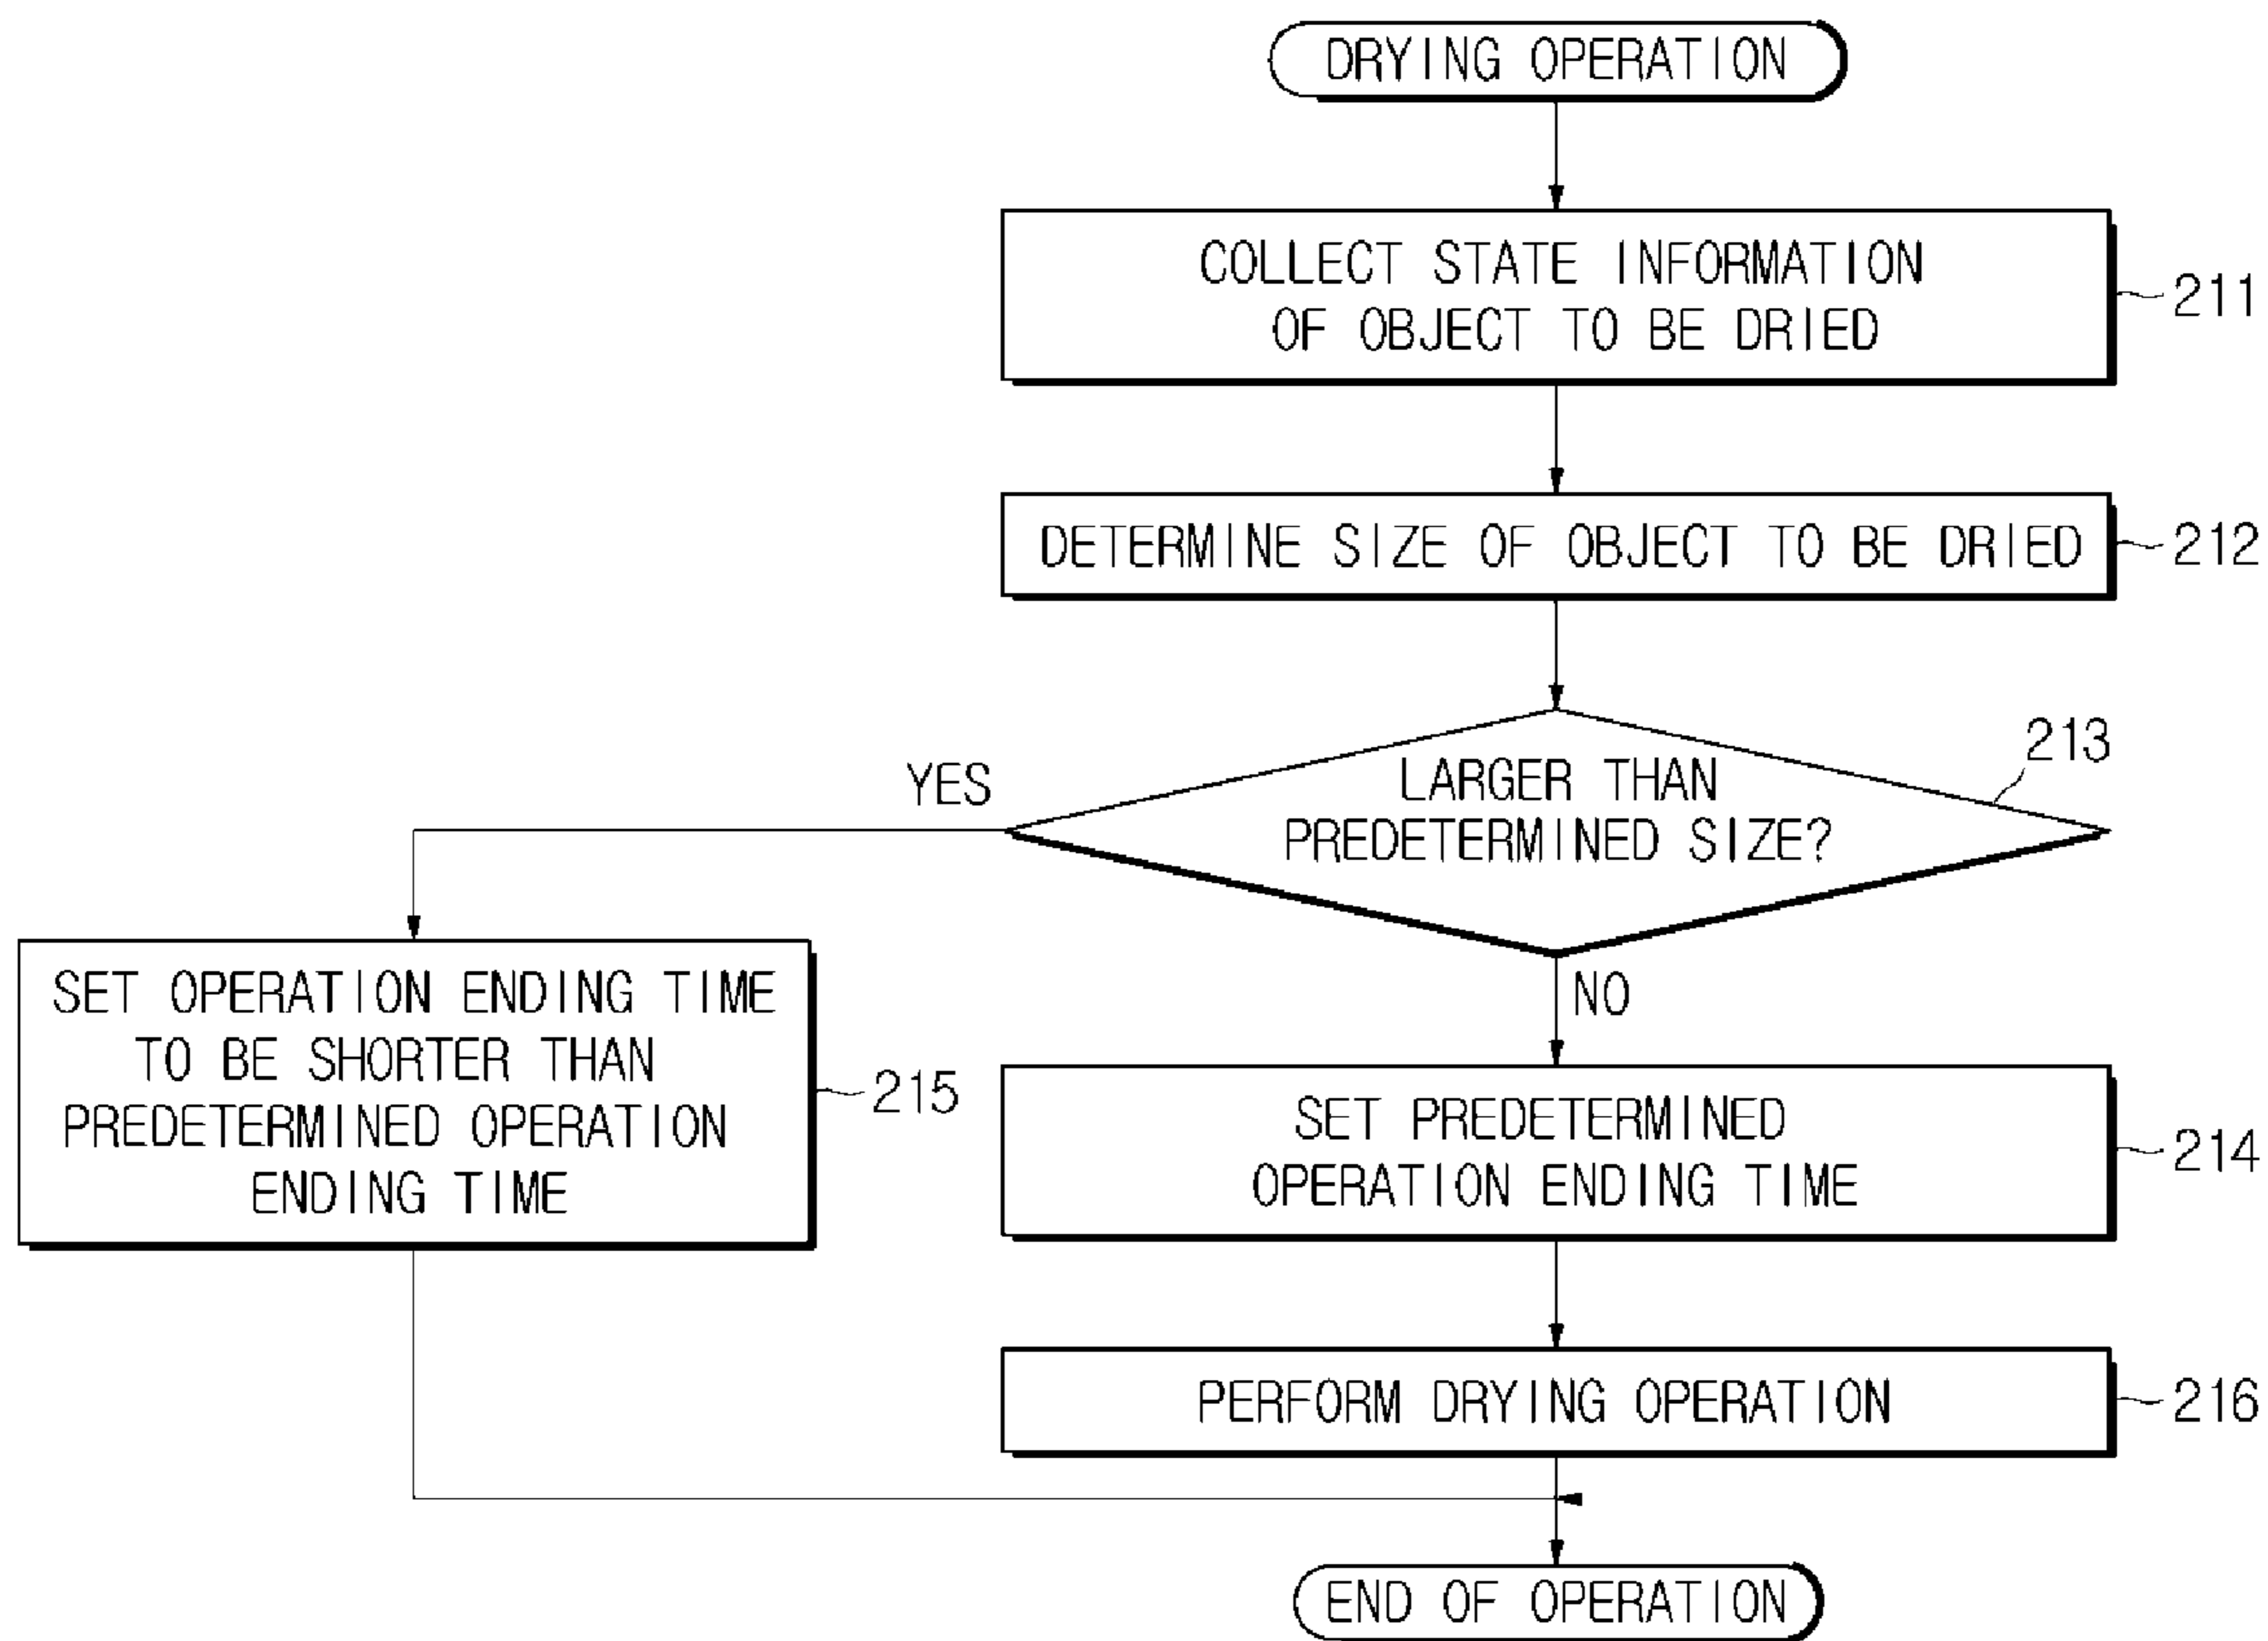 DRYING OPERATION
COLLECT STATE INFORMATION
OF OBJECT TO BE DRIED
211
DETERMINE SIZE OF OBJECT TO BE DRIED
212
213
YES
LARGER THAN
PREDETERMINED SIZE?
NO
SET OPERATION ENDING TIME
TO BE SHORTER THAN
PREDETERMINED OPERATION
ENDING TIME
215
SET PREDETERMINED
OPERATION ENDING TIME
214
PERFORM DRYING OPERATION
216
END OF OPERATION